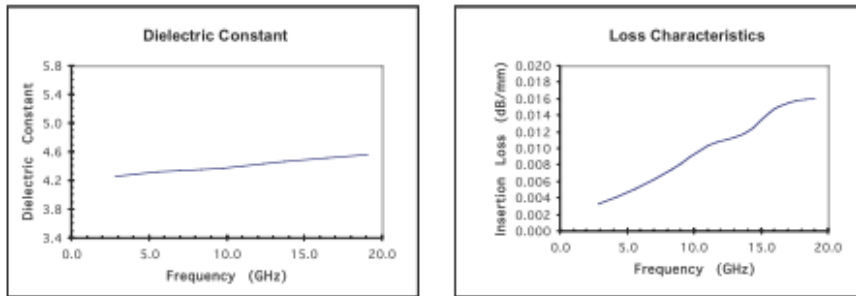 Dielectric Constant
5.8
5.4
5.0
4.6
4.2
3.8
3.4
Dielectric Constant
0.0 5.0 10.0 15.0 20.0
Frequency (GHz)
Loss Characteristics
0.020
0.018
0.016
0.014
0.012
0.010
0.008
0.006
0.004
0.002
0.000
Insertion Loss (dB/mm)
0.0 5.0 10.0 15.0 20.0
Frequency (GHz)